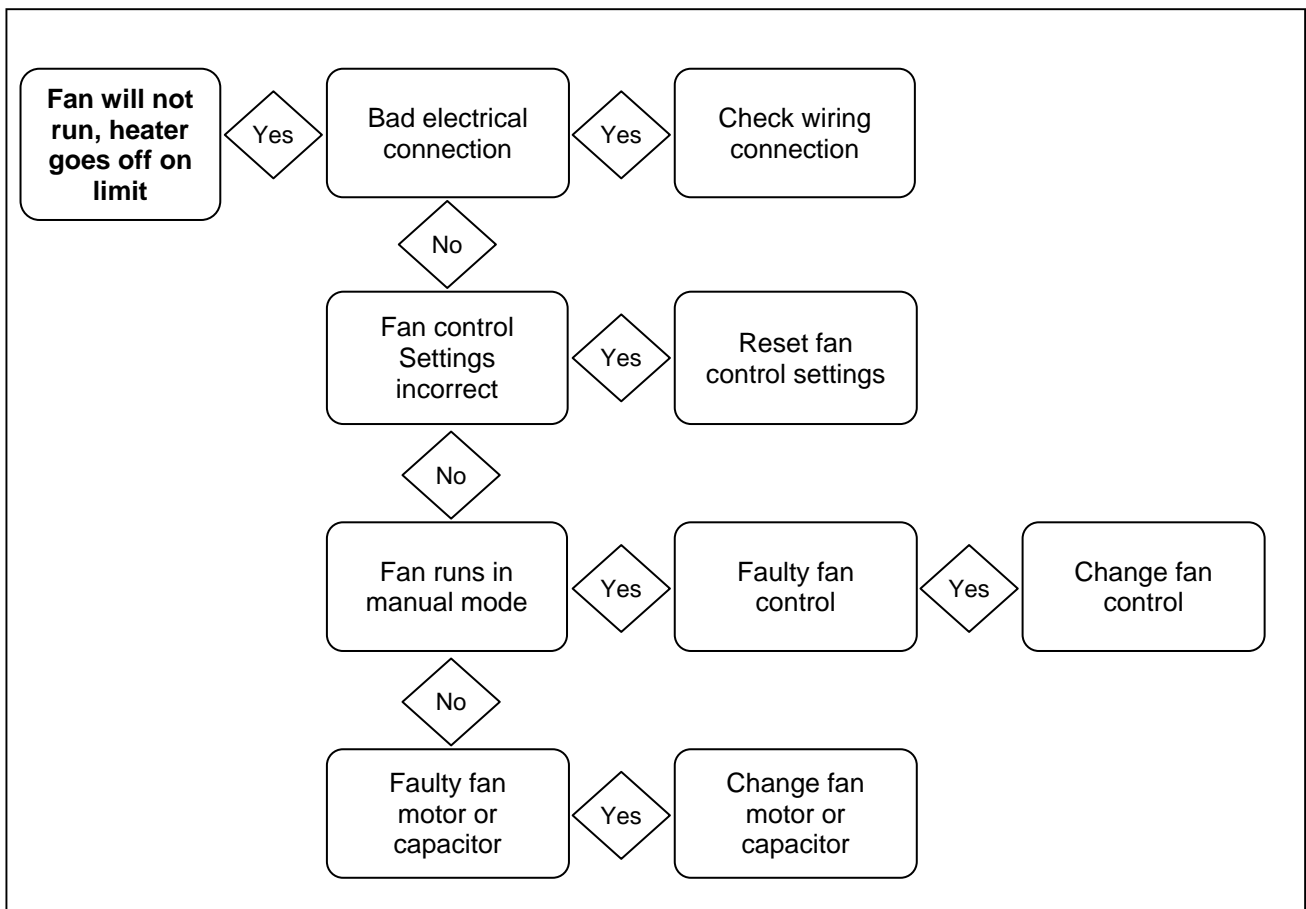 Fan will not
run, heater
goes off on
limit
Yes
Bad electrical
connection
Yes
Check wiring
connection
No
Fan control
Settings
incorrect
Yes
Reset fan
control settings
No
Fan runs in
manual mode
Yes
Faulty fan
control
Yes
Change fan
control
No
Faulty fan
motor or
capacitor
Yes
Change fan
motor or
capacitor